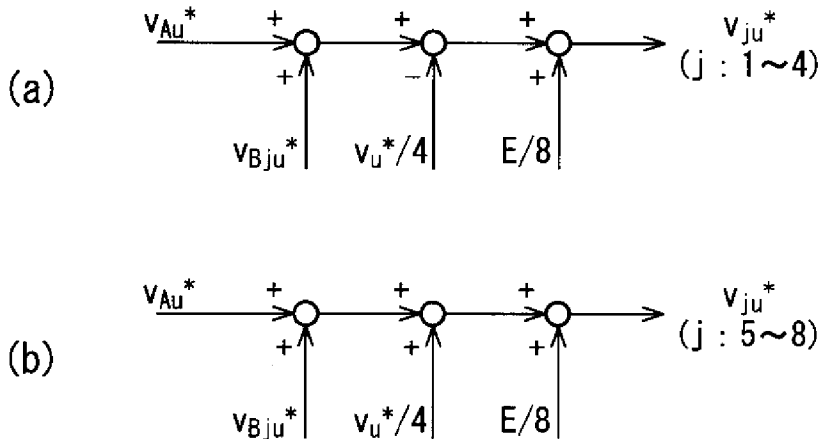 (a)
v_Au* + + + v_ju*
+ − + (j : 1~4)
v_Bju* v_u*/4 E/8
(b)
v_Au* + + + v_ju*
+ + + (j : 5~8)
v_Bju* v_u*/4 E/8